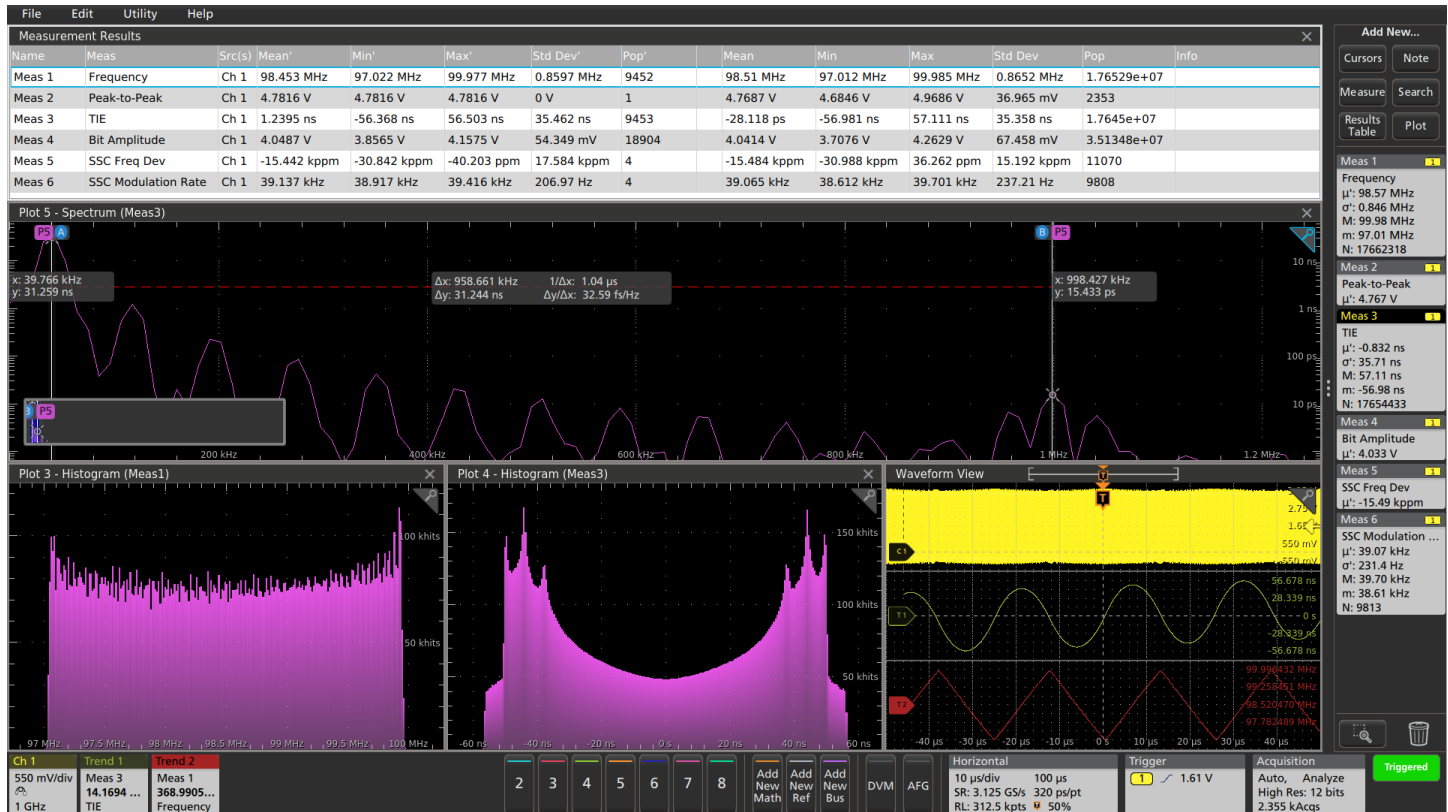 File Edit Utility Help
Measurement Results
Name Meas Src(s) Mean' Min' Max' Std Dev' Pop' Mean Min Max Std Dev Pop Info
Meas 1 Frequency Ch 1 98.453 MHz 97.022 MHz 99.977 MHz 0.8597 MHz 9452 98.51 MHz 97.012 MHz 99.985 MHz 0.8652 MHz 1.76529e+07
Meas 2 Peak-to-Peak Ch 1 4.7816 V 4.7816 V 4.7816 V 0 V 1 4.7687 V 4.6846 V 4.9686 V 36.965 mV 2353
Meas 3 TIE Ch 1 1.2395 ns -56.368 ns 56.503 ns 35.462 ns 9453 -28.118 ps -56.981 ns 57.111 ns 35.358 ns 1.7645e+07
Meas 4 Bit Amplitude Ch 1 4.0487 V 3.8565 V 4.1575 V 54.349 mV 18904 4.0414 V 3.7076 V 4.2629 V 67.458 mV 3.51348e+07
Meas 5 SSC Freq Dev Ch 1 -15.442 kppm -30.842 kppm -40.203 ppm 17.584 kppm 4 -15.484 kppm -30.988 kppm 36.262 ppm 15.192 kppm 11070
Meas 6 SSC Modulation Rate Ch 1 39.137 kHz 38.917 kHz 39.416 kHz 206.97 Hz 4 39.065 kHz 38.612 kHz 39.701 kHz 237.21 Hz 9808
Plot 5 - Spectrum (Meas3)
P5 A
B P5
10 ns
x: 39.766 kHz
y: 31.259 ns
Δx: 958.661 kHz 1/Δx: 1.04 µs
Δy: 31.244 ns Δy/Δx: 32.59 fs/Hz
x: 998.427 kHz
y: 15.433 ps
1 ns
100 ps
10 ps
P5
200 kHz 400 kHz 600 kHz 800 kHz 1 MHz 1.2 MHz
Plot 3 - Histogram (Meas1)
100 khits
50 khits
97 MHz 97.5 MHz 98 MHz 98.5 MHz 99 MHz 99.5 MHz 100 MHz
Plot 4 - Histogram (Meas3)
150 khits
100 khits
50 khits
-60 ns -40 ns -20 ns 0 s 20 ns 40 ns 60 ns
Waveform View
T
T
C1
550 mV
-550 mV
T1
56.678 ns
28.339 ns
0 s
-28.339 ns
-56.678 ns
T2
99.996432 MHz
99.258451 MHz
98.520470 MHz
97.782489 MHz
-40 µs -30 µs -20 µs -10 µs 0 s 10 µs 20 µs 30 µs 40 µs
Add New...
Cursors Note
Measure Search
Results Table Plot
Meas 1 1
Frequency
µ': 98.57 MHz
σ': 0.846 MHz
M: 99.98 MHz
m: 97.01 MHz
N: 17662318
Meas 2 1
Peak-to-Peak
µ': 4.767 V
Meas 3 1
TIE
µ': -0.832 ns
σ': 35.71 ns
M: 57.11 ns
m: -56.98 ns
N: 17654433
Meas 4 1
Bit Amplitude
µ': 4.033 V
Meas 5 1
SSC Freq Dev
µ': -15.49 kppm
Meas 6 1
SSC Modulation ...
µ': 39.07 kHz
σ': 231.4 Hz
M: 39.70 kHz
m: 38.61 kHz
N: 9813
Ch 1
550 mV/div
1 GHz
Trend 1
Meas 3
14.1694 ...
TIE
Trend 2
Meas 1
368.9905...
Frequency
2 3 4 5 6 7 8
Add New Math
Add New Ref
Add New Bus
DVM AFG
Horizontal
10 µs/div 100 µs
SR: 3.125 GS/s 320 ps/pt
RL: 312.5 kpts 50%
Trigger
1 1.61 V
Acquisition
Auto, Analyze
High Res: 12 bits
2.355 kAcqs
Triggered